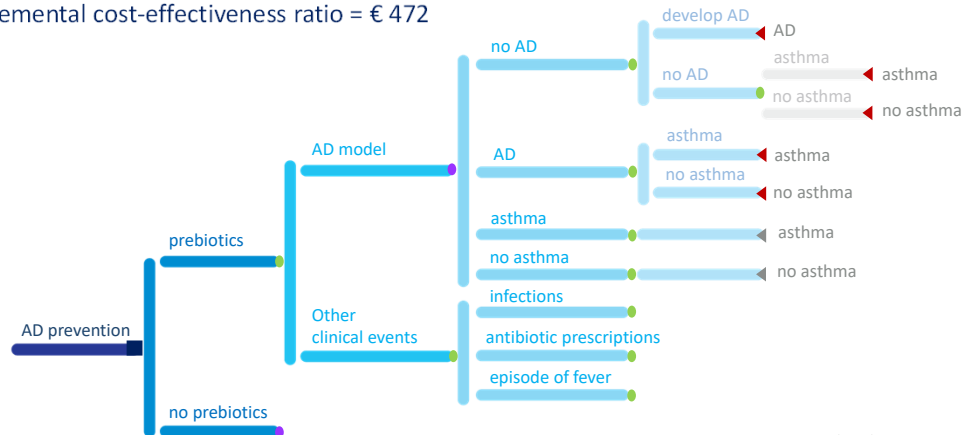 emental cost-effectiveness ratio = € 472
develop AD
AD
no AD
asthma
asthma
no AD
no asthma
no asthma
AD model
AD
asthma
asthma
no asthma
no asthma
asthma
asthma
prebiotics
no asthma
no asthma
infections
Other
clinical events
AD prevention
antibiotic prescriptions
episode of fever
no prebiotics